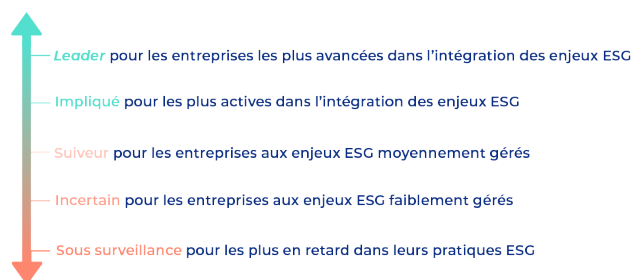 Leader pour les entreprises les plus avancées dans l’intégration des enjeux ESG
Impliqué pour les plus actives dans l’intégration des enjeux ESG
Suiveur pour les entreprises aux enjeux ESG moyennement gérés
Incertain pour les entreprises aux enjeux ESG faiblement gérés
Sous surveillance pour les plus en retard dans leurs pratiques ESG